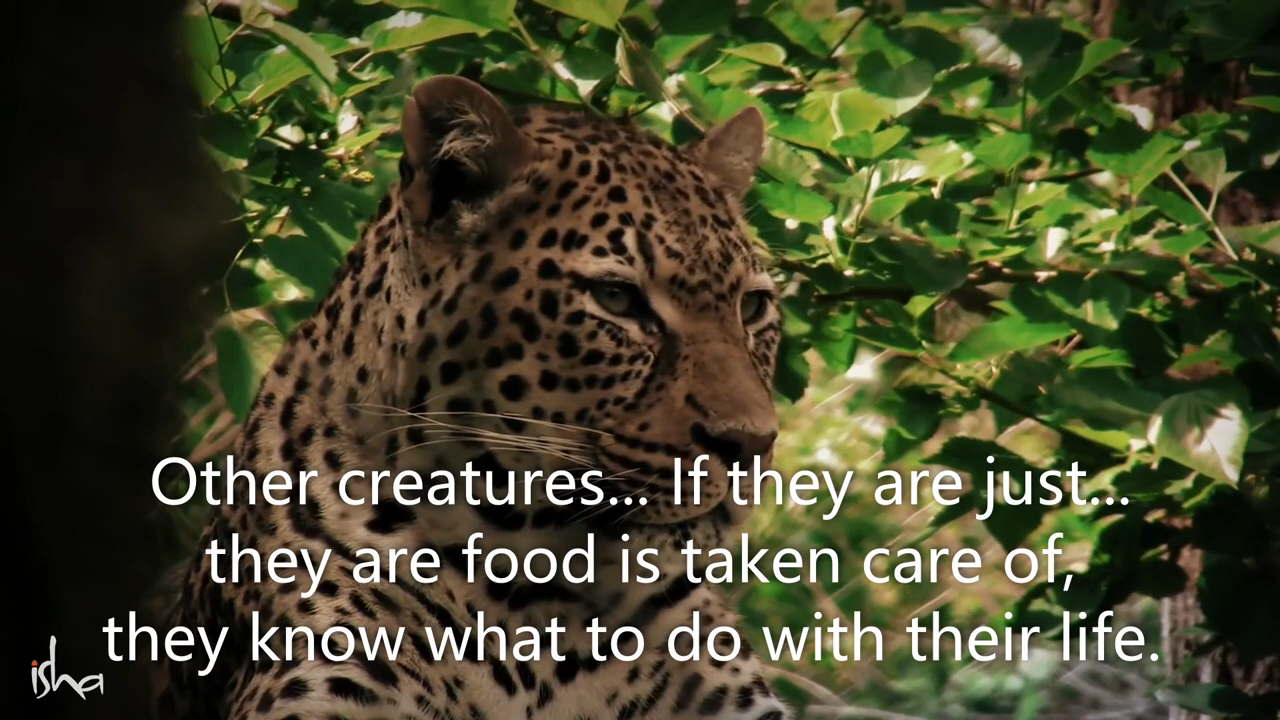 Other creatures... If they are just...
they are food is taken care of,
they know what to do with their life.
isha